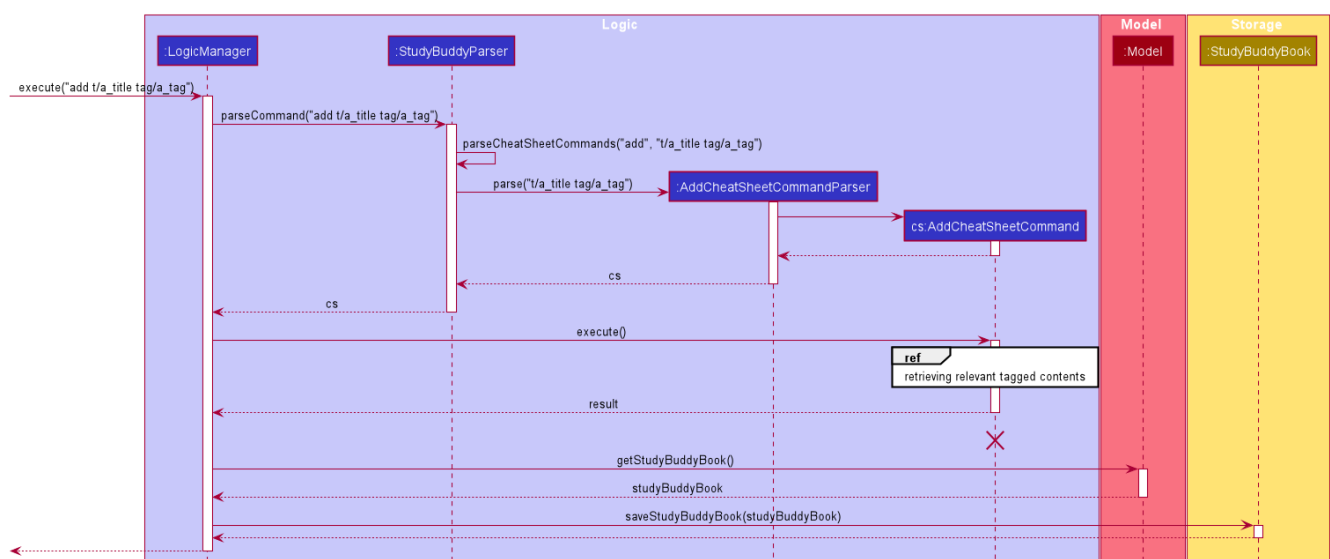 Logic
Model
Storage
:LogicManager
:StudyBuddyParser
:Model
:StudyBuddyBook
execute("add t/a_title tag/a_tag")
parseCommand("add t/a_title tag/a_tag")
parseCheatSheetCommands("add", "t/a_title tag/a_tag")
parse("t/a_title tag/a_tag")
:AddCheatSheetCommandParser
cs:AddCheatSheetCommand
cs
cs
execute()
ref
retrieving relevant tagged contents
result
getStudyBuddyBook()
studyBuddyBook
saveStudyBuddyBook(studyBuddyBook)